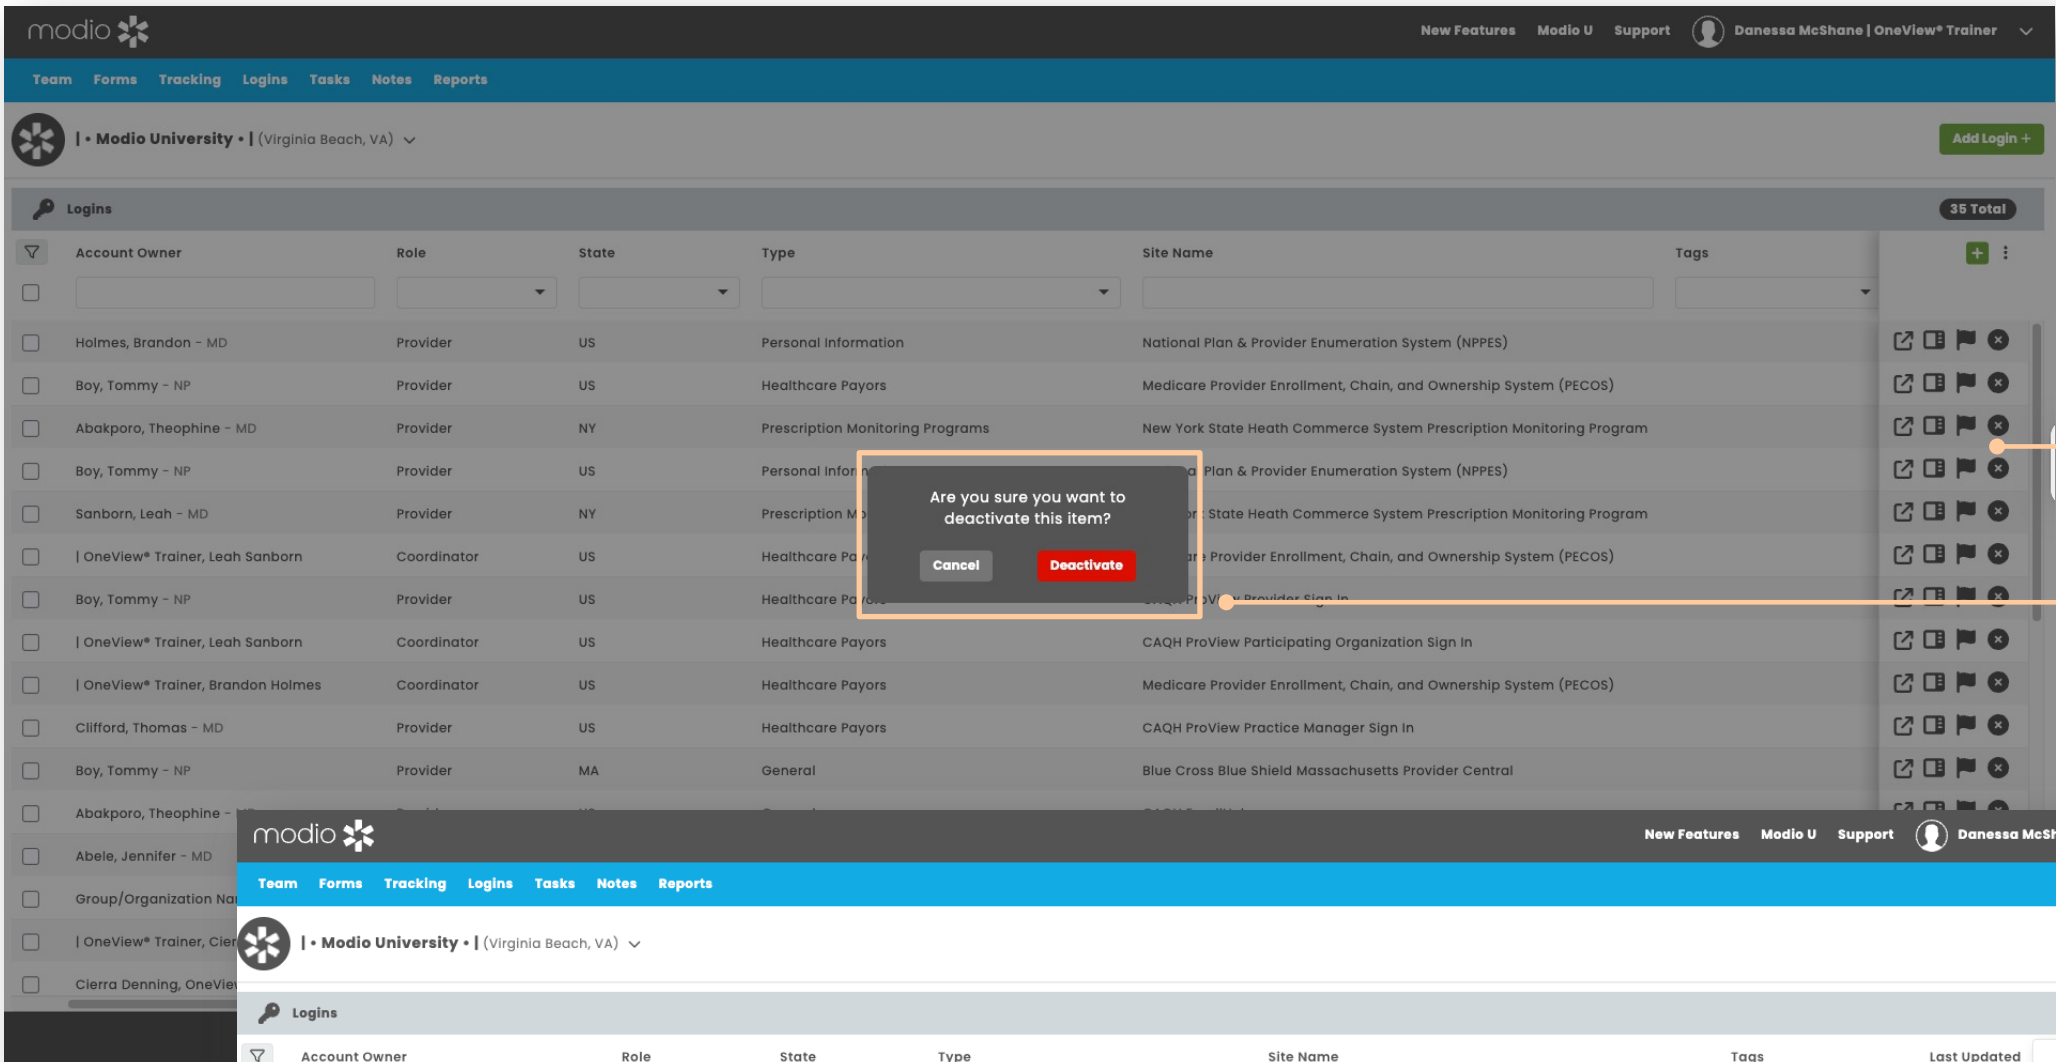 modio
New Features Modio U Support Danessa McShane | OneView® Trainer
Team Forms Tracking Logins Tasks Notes Reports
| • Modio University • | (Virginia Beach, VA)
Add Login +
Logins
35 Total
Account Owner Role State Type Site Name Tags
Holmes, Brandon - MD Provider US Personal Information National Plan & Provider Enumeration System (NPPES)
Boy, Tommy - NP Provider US Healthcare Payors Medicare Provider Enrollment, Chain, and Ownership System (PECOS)
Abakporo, Theophine - MD Provider NY Prescription Monitoring Programs New York State Heath Commerce System Prescription Monitoring Program
Boy, Tommy - NP Provider US Personal Plan & Provider Enumeration System (NPPES)
Are you sure you want to
deactivate this item?
Cancel Deactivate
Sanborn, Leah - MD Provider NY Prescription State Heath Commerce System Prescription Monitoring Program
| OneView® Trainer, Leah Sanborn Coordinator US Healthcare Provider Enrollment, Chain, and Ownership System (PECOS)
Boy, Tommy - NP Provider US Healthcare Provider Sign In
| OneView® Trainer, Leah Sanborn Coordinator US Healthcare Payors CAQH ProView Participating Organization Sign In
| OneView® Trainer, Brandon Holmes Coordinator US Healthcare Payors Medicare Provider Enrollment, Chain, and Ownership System (PECOS)
Clifford, Thomas - MD Provider US Healthcare Payors CAQH ProView Practice Manager Sign In
Boy, Tommy - NP Provider MA General Blue Cross Blue Shield Massachusetts Provider Central
Abakporo, Theophine -
Abele, Jennifer - MD
Group/Organization
| OneView® Trainer,
Cierra Denning,
modio
New Features Modio U Support Danessa
Team Forms Tracking Logins Tasks Notes Reports
| • Modio University • | (Virginia Beach, VA)
Logins
Account Owner Role State Type Site Name Tags Last Updated